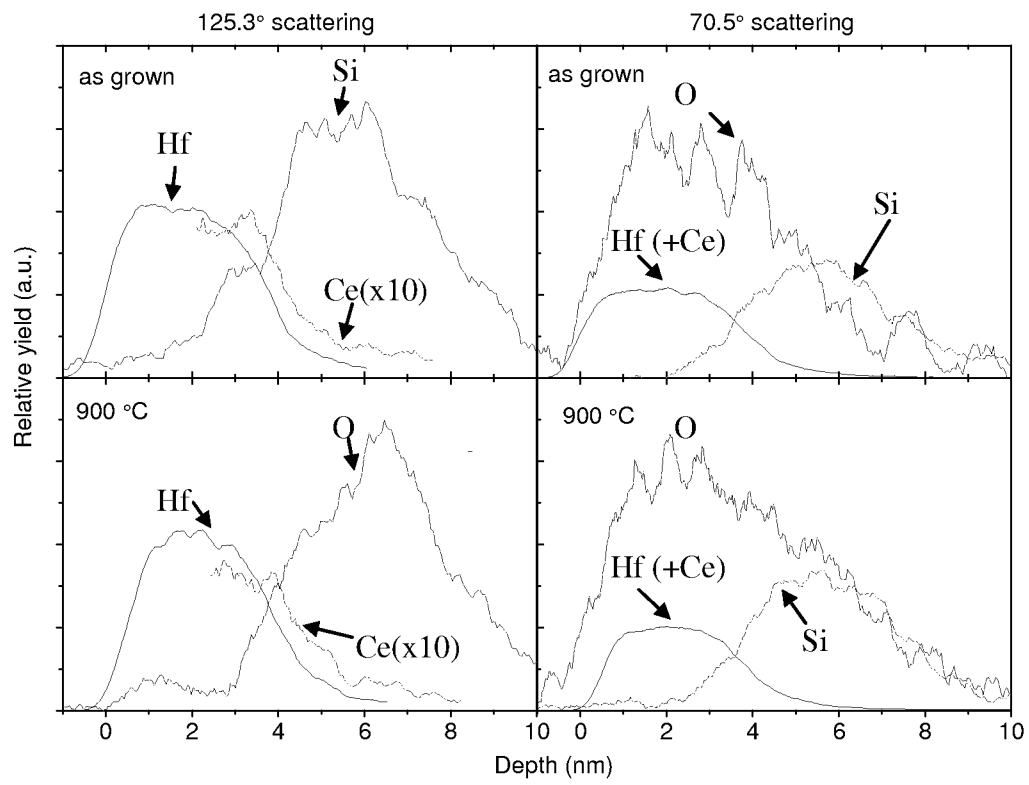 125.3° scattering
70.5° scattering
as grown
Si
Hf
Ce(x10)
as grown
O
Si
Hf (+Ce)
Relative yield (a.u.)
900 °C
O
Hf
Ce(x10)
900 °C
O
Hf (+Ce)
Si
0 2 4 6 8 10 0 2 4 6 8 10
Depth (nm)